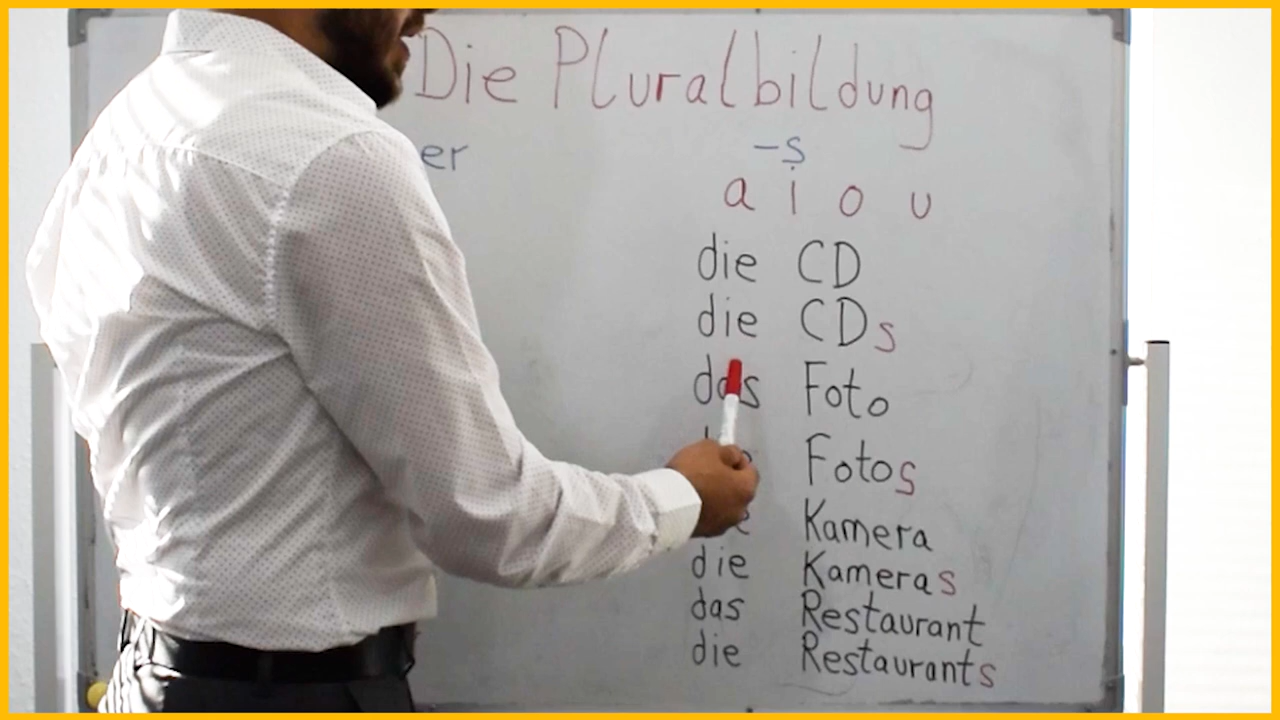 Die Pluralbildung
er -s
a i o u
die CD
die CDs
das Foto
Fotos
Kamera
die Kameras
das Restaurant
die Restaurants